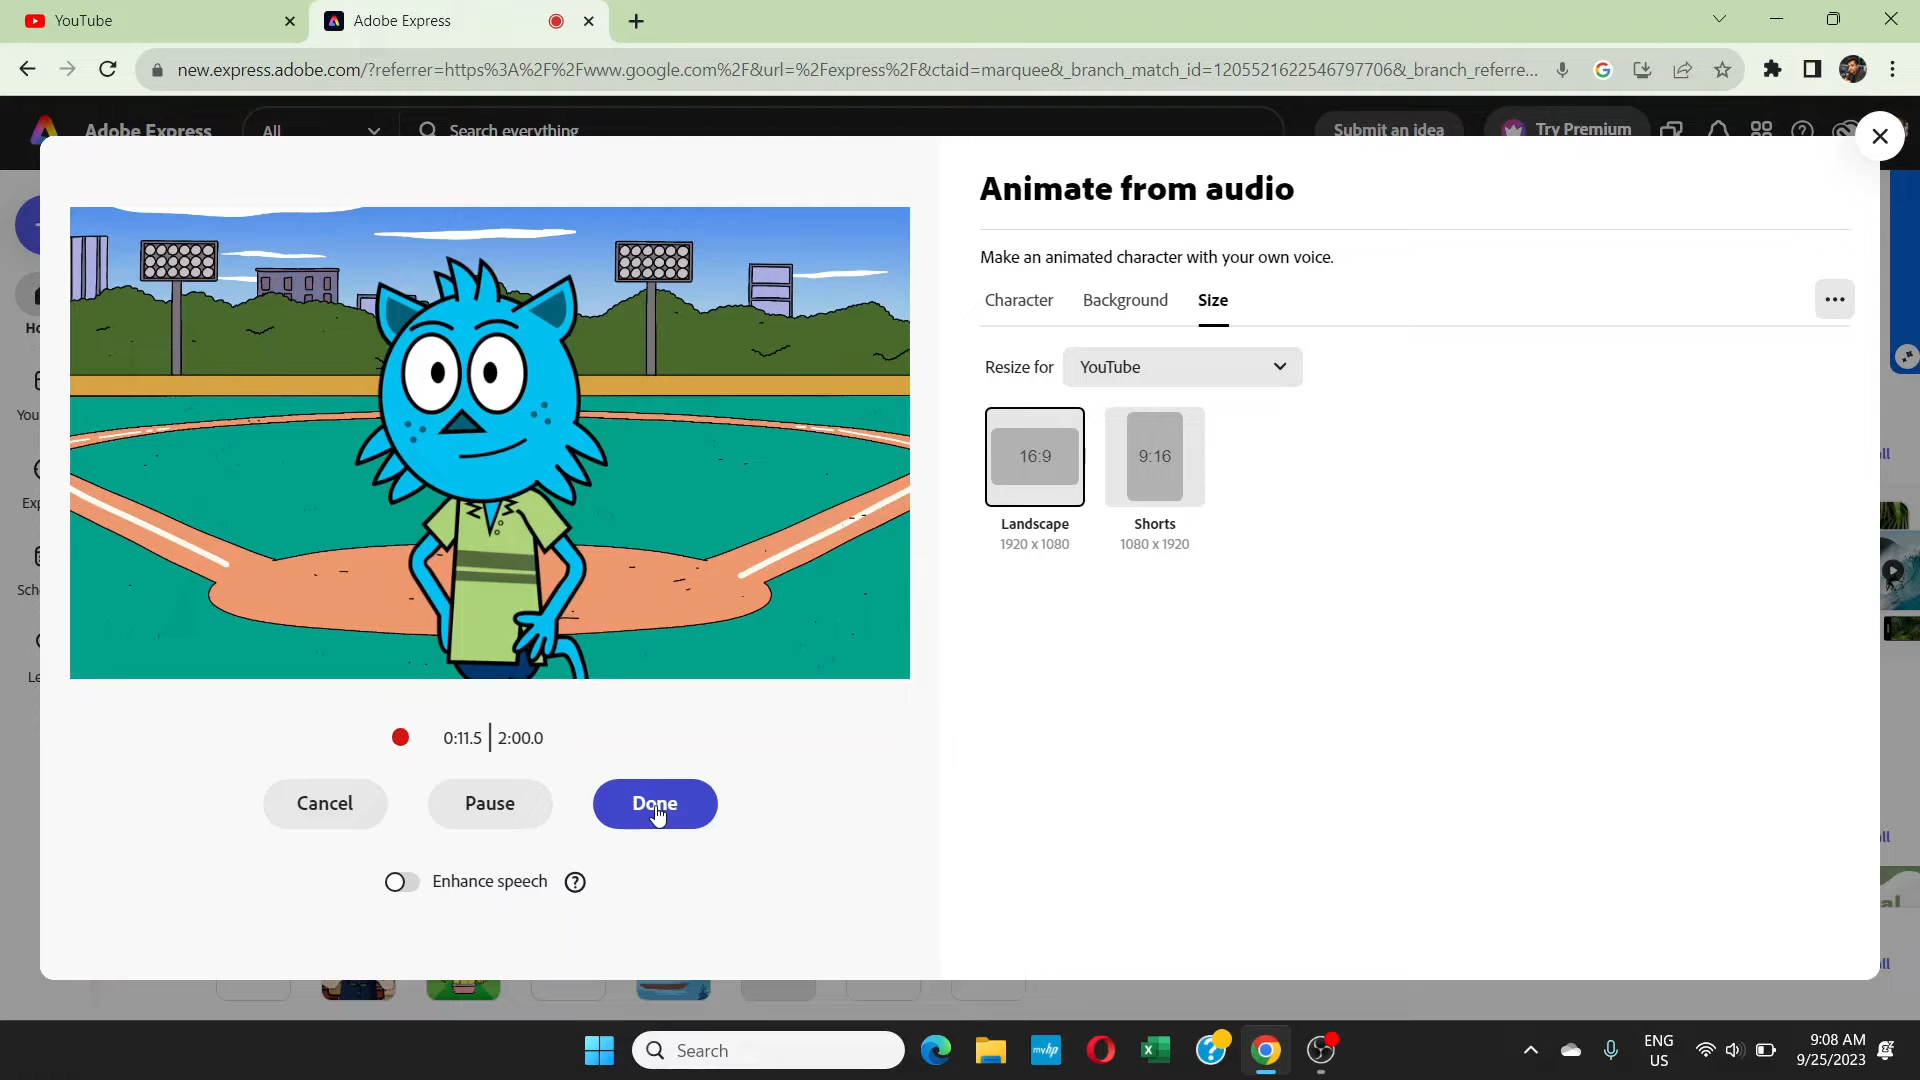 YouTube
Adobe Express
new.express.adobe.com/?referrer=https%3A%2F%2Fwww.google.com%2F&url=%2Fexpress%2F&ctaid=marquee&_branch_match_id=1205521622546797706&_branch_referre...
Adobe Express
All
Search everything
Submit an idea
Try Premium
Animate from audio
Make an animated character with your own voice.
Character
Background
Size
Resize for
YouTube
16:9
9:16
Landscape
Shorts
1920 x 1080
1080 x 1920
0:11.5
2:00.0
Cancel
Pause
Done
Enhance speech
Search
myhp
ENG
US
9:08 AM
9/25/2023